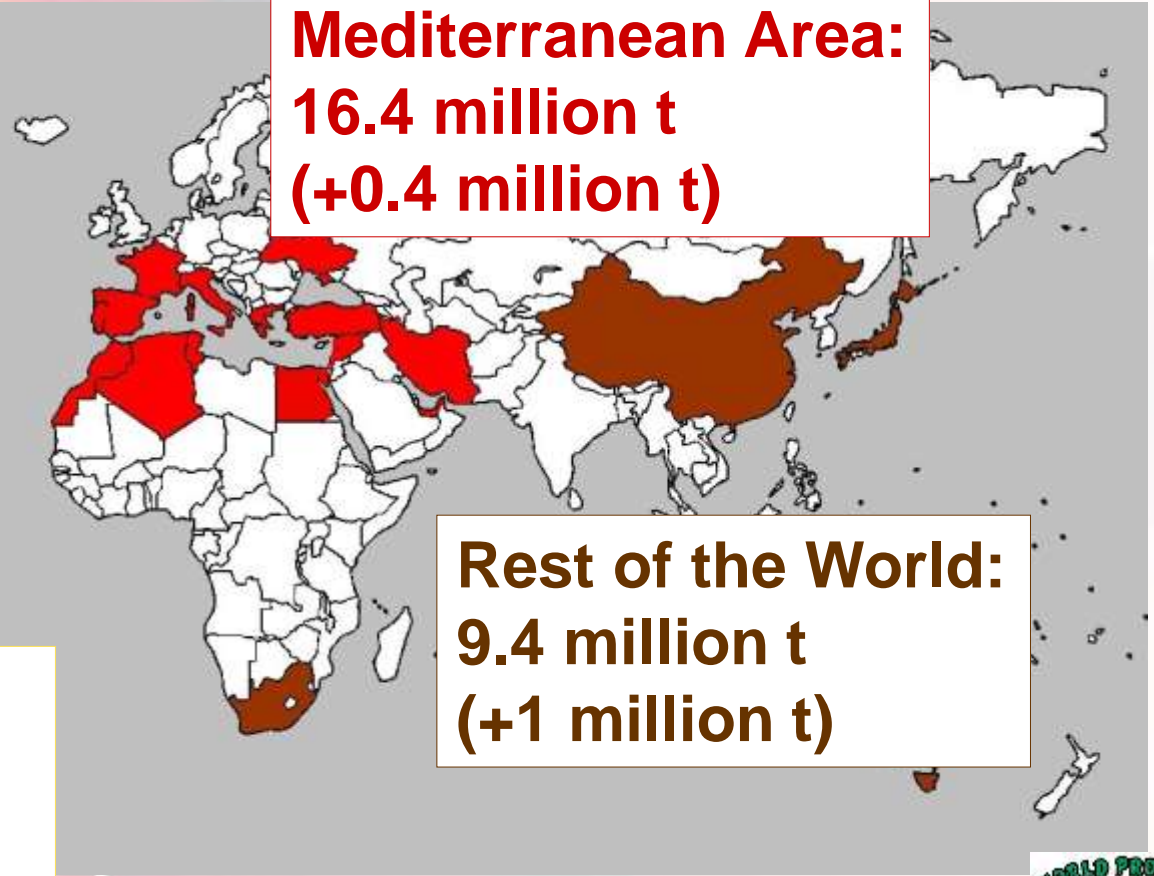 Mediterranean Area:
16.4 million t
(+0.4 million t)
Rest of the World:
9.4 million t
(+1 million t)